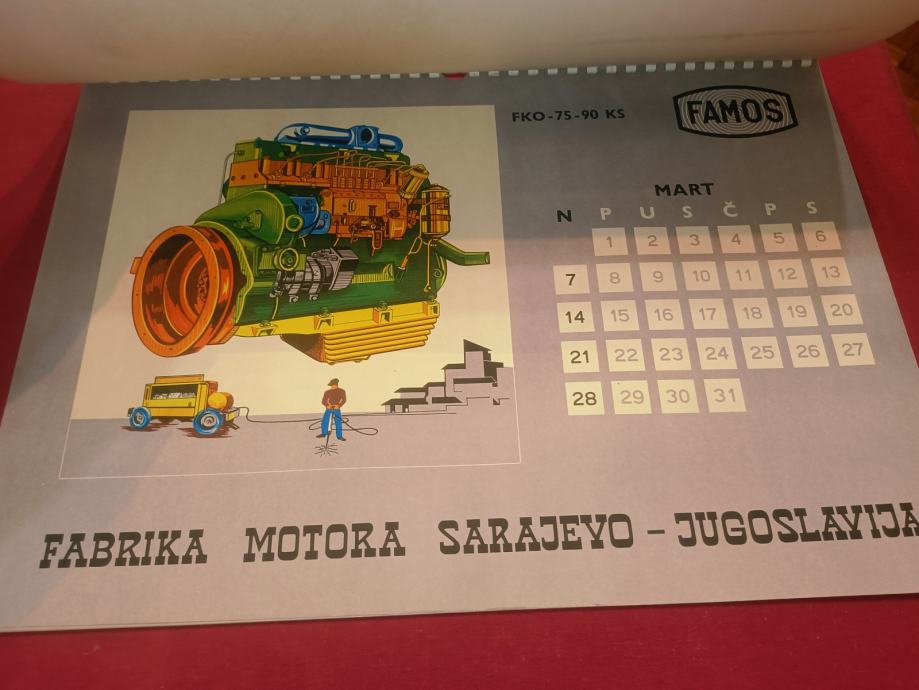 FKO-75-90 KS
FAMOS
MART
N P U S Č P S
1 2 3 4 5 6
7 8 9 10 11 12 13
14 15 16 17 18 19 20
21 22 23 24 25 26 27
28 29 30 31
FABRIKA MOTORA SARAJEVO - JUGOSLAVIJA